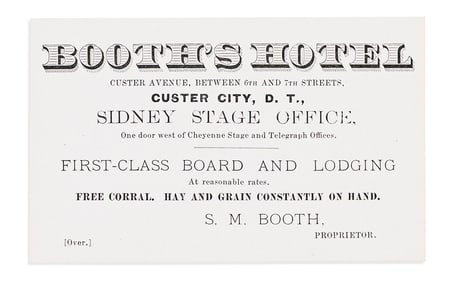 BOOTH'S HOTEL
CUSTER AVENUE, BETWEEN 6TH AND 7TH STREETS,
CUSTER CITY, D. T.,
SIDNEY STAGE OFFICE,
One door west of Cheyenne Stage and Telegraph Offices.
FIRST-CLASS BOARD AND LODGING
At reasonable rates.
FREE CORRAL. HAY AND GRAIN CONSTANTLY ON HAND.
S. M. BOOTH,
PROPRIETOR.
[Over.]